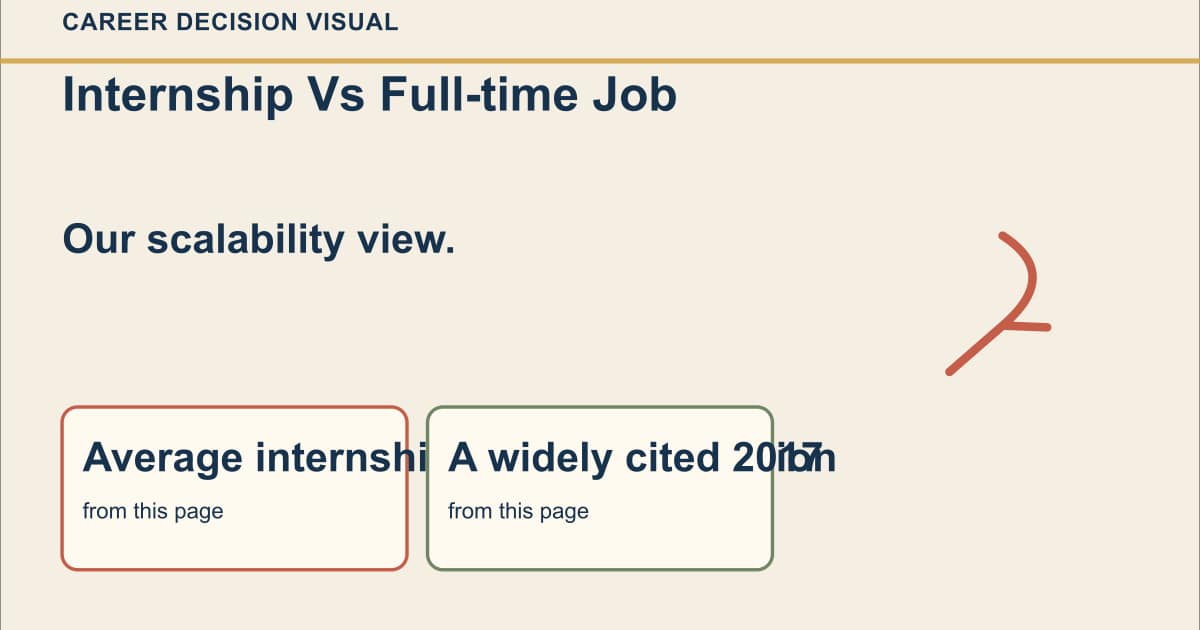 CAREER DECISION VISUAL
Internship Vs Full-time Job
Our scalability view.
Average internshi
A widely cited 2017
from this page
from this page